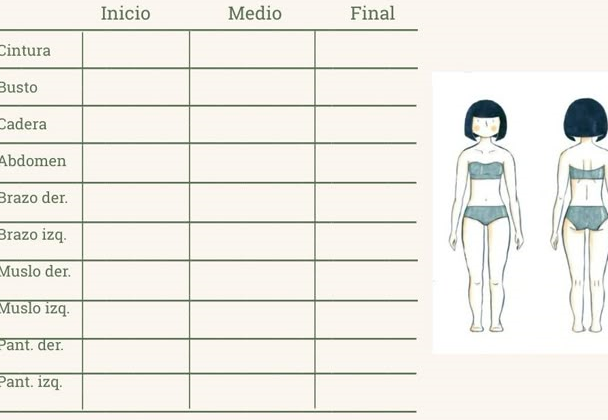 Inicio Medio Final
Cintura
Busto
Cadera
Abdomen
Brazo der.
Brazo izq.
Muslo der.
Muslo izq.
Pant. der.
Pant. izq.